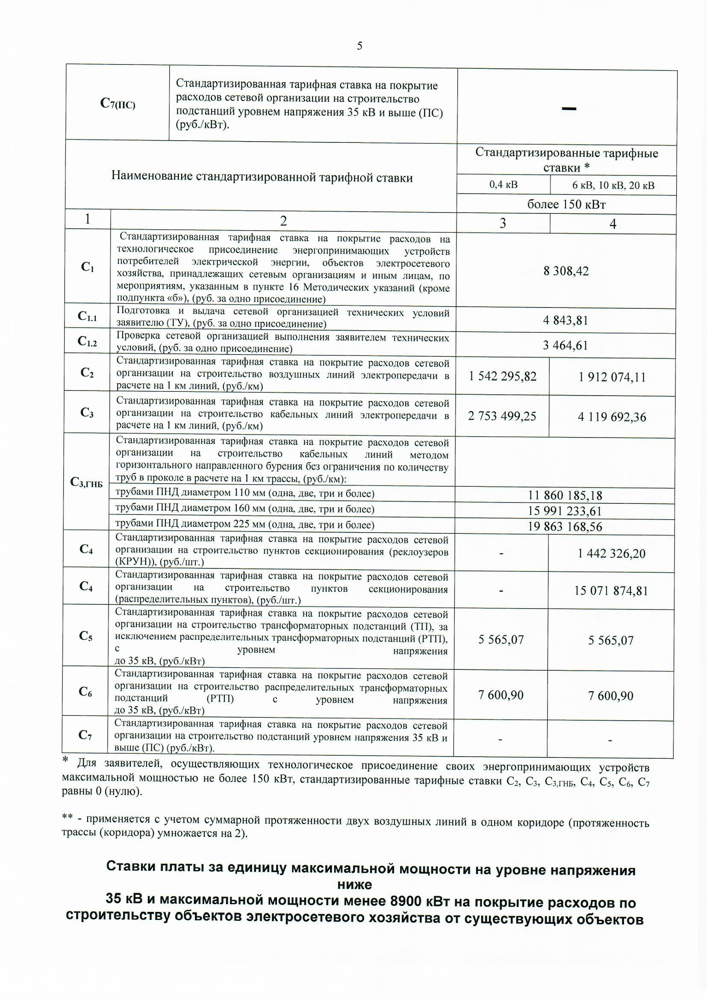 5
С7(ПС)
Стандартизированная тарифная ставка на покрытие
расходов сетевой организации на строительство
подстанций уровнем напряжения 35 кВ и выше (ПС)
(руб./кВт).
–
Наименование стандартизированной тарифной ставки
Стандартизированные тарифные
ставки *
0,4 кВ
6 кВ, 10 кВ, 20 кВ
более 150 кВт
1
2
3
4
С1
Стандартизированная тарифная ставка на покрытие расходов на
технологическое присоединение энергопринимающих устройств
потребителей электрической энергии, объектов электросетевого
хозяйства, принадлежащих сетевым организациям и иным лицам, по
мероприятиям, указанным в пункте 16 Методических указаний (кроме
подпункта «б»), (руб. за одно присоединение)
8 308,42
С1.1
Подготовка и выдача сетевой организацией технических условий
заявителю (ТУ), (руб. за одно присоединение)
4 843,81
С1.2
Проверка сетевой организацией выполнения заявителем технических
условий, (руб. за одно присоединение)
3 464,61
С2
Стандартизированная тарифная ставка на покрытие расходов сетевой
организации на строительство воздушных линий электропередачи в
расчете на 1 км линий, (руб./км)
1 542 295,82
1 912 074,11
С3
Стандартизированная тарифная ставка на покрытие расходов сетевой
организации на строительство кабельных линий электропередачи в
расчете на 1 км линий, (руб./км)
2 753 499,25
4 119 692,36
С3,ГНБ
Стандартизированная тарифная ставка на покрытие расходов сетевой
организации на строительство кабельных линий методом
горизонтального направленного бурения без ограничения по количеству
труб в проколе в расчете на 1 км трассы, (руб./км):
трубами ПНД диаметром 110 мм (одна, две, три и более)
11 860 185,18
трубами ПНД диаметром 160 мм (одна, две, три и более)
15 991 233,61
трубами ПНД диаметром 225 мм (одна, две, три и более)
19 863 168,56
С4
Стандартизированная тарифная ставка на покрытие расходов сетевой
организации на строительство пунктов секционирования (реклоузеров
(КРУН)), (руб./шт.)
-
1 442 326,20
С4
Стандартизированная тарифная ставка на покрытие расходов сетевой
организации на строительство пунктов секционирования
(распределительных пунктов), (руб./шт.)
-
15 071 874,81
С5
Стандартизированная тарифная ставка на покрытие расходов сетевой
организации на строительство трансформаторных подстанций (ТП), за
исключением распределительных трансформаторных подстанций (РТП),
с уровнем напряжения
до 35 кВ, (руб./кВт)
5 565,07
5 565,07
С6
Стандартизированная тарифная ставка на покрытие расходов сетевой
организации на строительство распределительных трансформаторных
подстанций (РТП) с уровнем напряжения
до 35 кВ, (руб./кВт)
7 600,90
7 600,90
С7
Стандартизированная тарифная ставка на покрытие расходов сетевой
организации на строительство подстанций уровнем напряжения 35 кВ и
выше (ПС) (руб./кВт).
-
-
* Для заявителей, осуществляющих технологическое присоединение своих энергопринимающих устройств
максимальной мощностью не более 150 кВт, стандартизированные тарифные ставки С2, С3, С3,ГНБ, С4, С5, С6, С7
равны 0 (нулю).
** - применяется с учетом суммарной протяженности двух воздушных линий в одном коридоре (протяженность
трассы (коридора) умножается на 2).
Ставки платы за единицу максимальной мощности на уровне напряжения
ниже
35 кВ и максимальной мощности менее 8900 кВт на покрытие расходов по
строительству объектов электросетевого хозяйства от существующих объектов